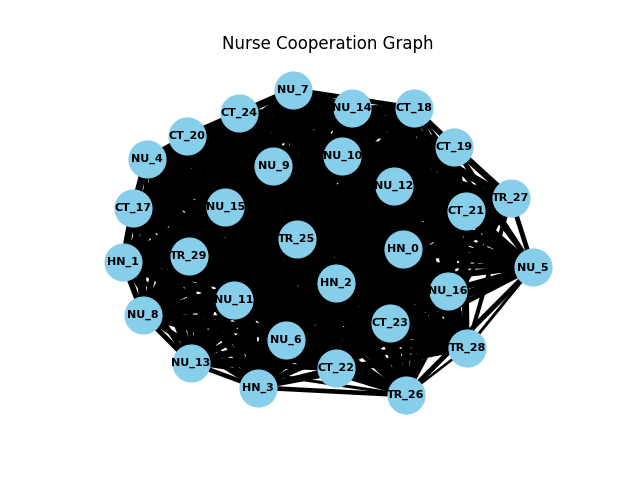 Nurse Cooperation Graph
NU_7
NU_14
CT_18
CT_24
CT_20
CT_19
NU_4
NU_10
NU_9
NU_12
TR_27
CT_17
NU_15
CT_21
TR_25
HN_0
TR_29
HN_1
NU_5
HN_2
NU_16
NU_11
NU_8
CT_23
NU_6
TR_28
NU_13
CT_22
HN_3
TR_26